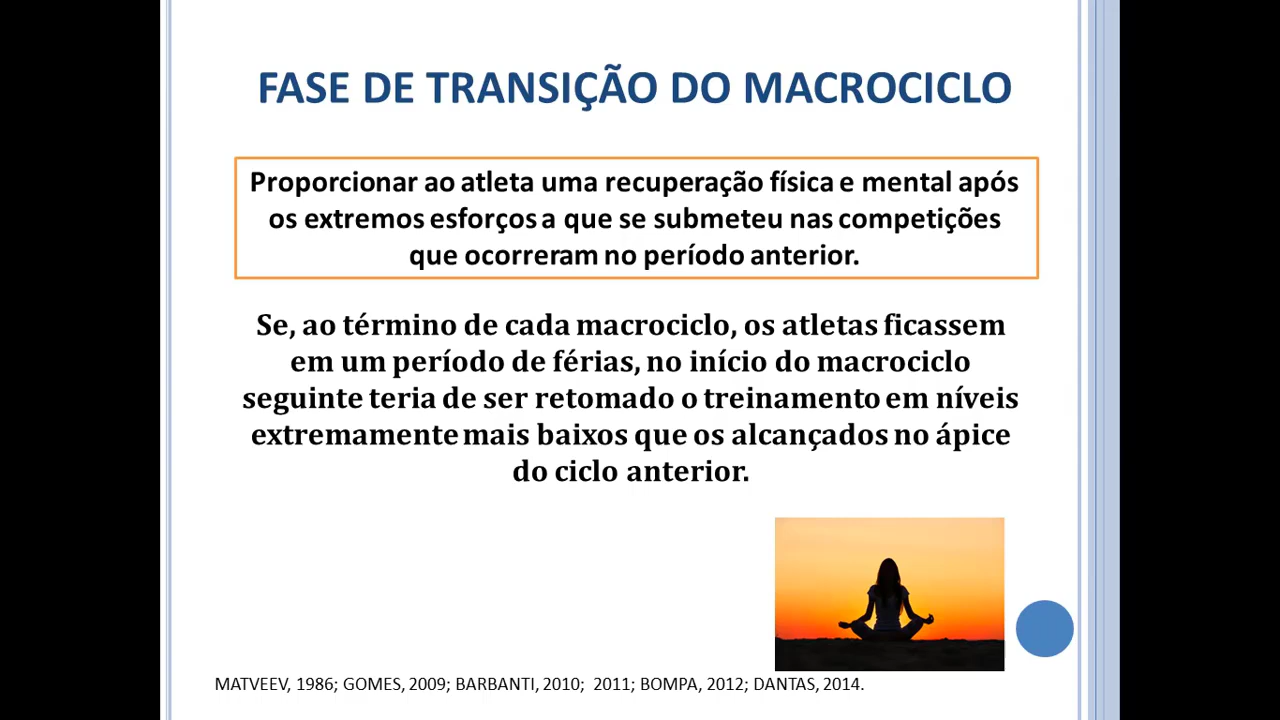 FASE DE TRANSIÇÃO DO MACROCICLO
Proporcionar ao atleta uma recuperação física e mental após
os extremos esforços a que se submeteu nas competições
que ocorreram no período anterior.
Se, ao término de cada macrociclo, os atletas ficassem
em um período de férias, no início do macrociclo
seguinte teria de ser retomado o treinamento em níveis
extremamente mais baixos que os alcançados no ápice
do ciclo anterior.
MATVEEV, 1986; GOMES, 2009; BARBANTI, 2010; 2011; BOMPA, 2012; DANTAS, 2014.